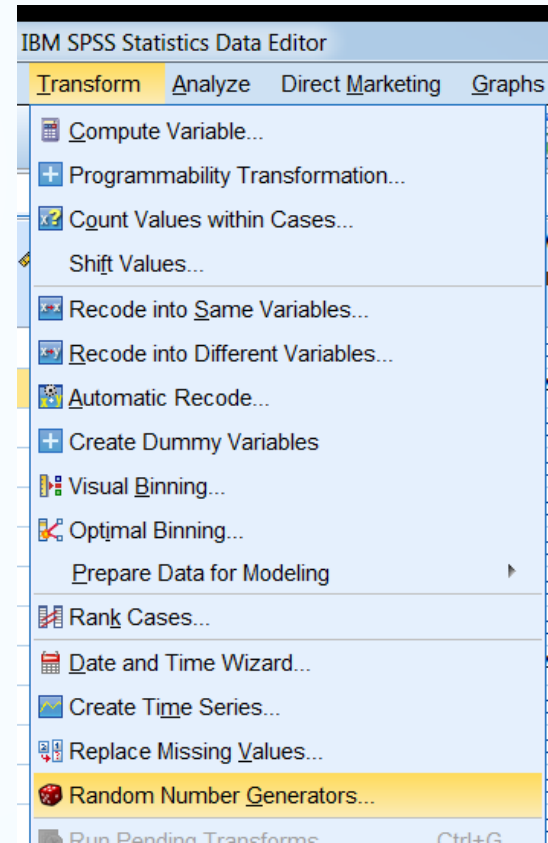 IBM SPSS Statistics Data Editor
Transform Analyze Direct Marketing Graphs
Compute Variable...
Programmability Transformation...
Count Values within Cases...
Shift Values...
Recode into Same Variables...
Recode into Different Variables...
Automatic Recode...
Create Dummy Variables
Visual Binning...
Optimal Binning...
Prepare Data for Modeling
Rank Cases...
Date and Time Wizard...
Create Time Series...
Replace Missing Values...
Random Number Generators...
Run Pending Transforms Ctrl+G